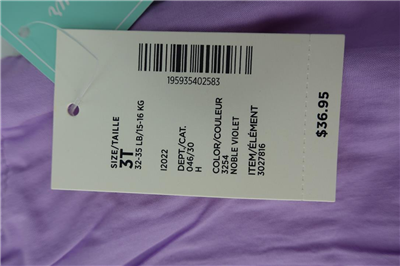 195935402583
SIZE/TAILLE
3T
32-35 LB/15-16 KG
I2022
DEPT./CAT.
046/30
H
COLOR/COULEUR
3254
NOBLE VIOLET
ITEM/ÉLÉMENT
3027816
$36.95